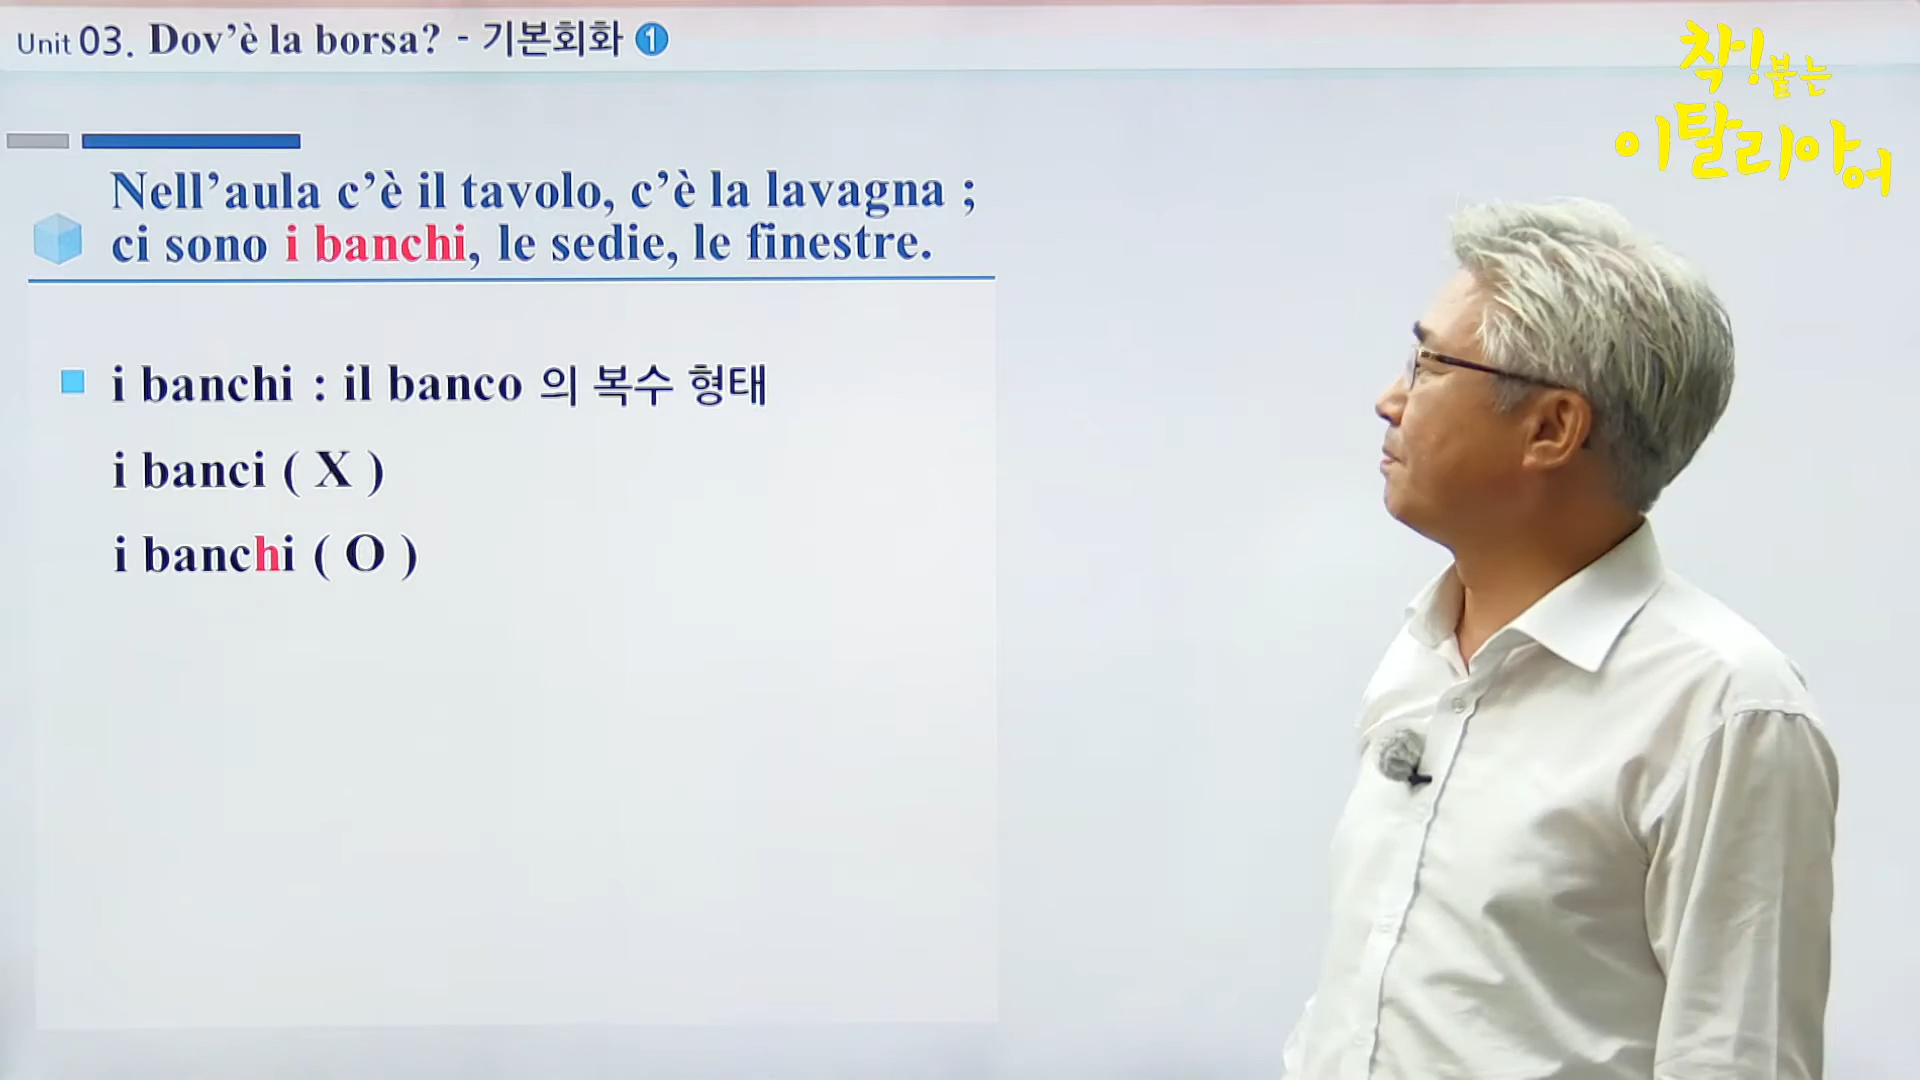 Unit 03. Dov'è la borsa? - 기본회화 1
착! 붙는
이탈리아어
Nell'aula c'è il tavolo, c'è la lavagna ;
ci sono i banchi, le sedie, le finestre.
i banchi : il banco 의 복수 형태
i banci ( X )
i banchi ( O )